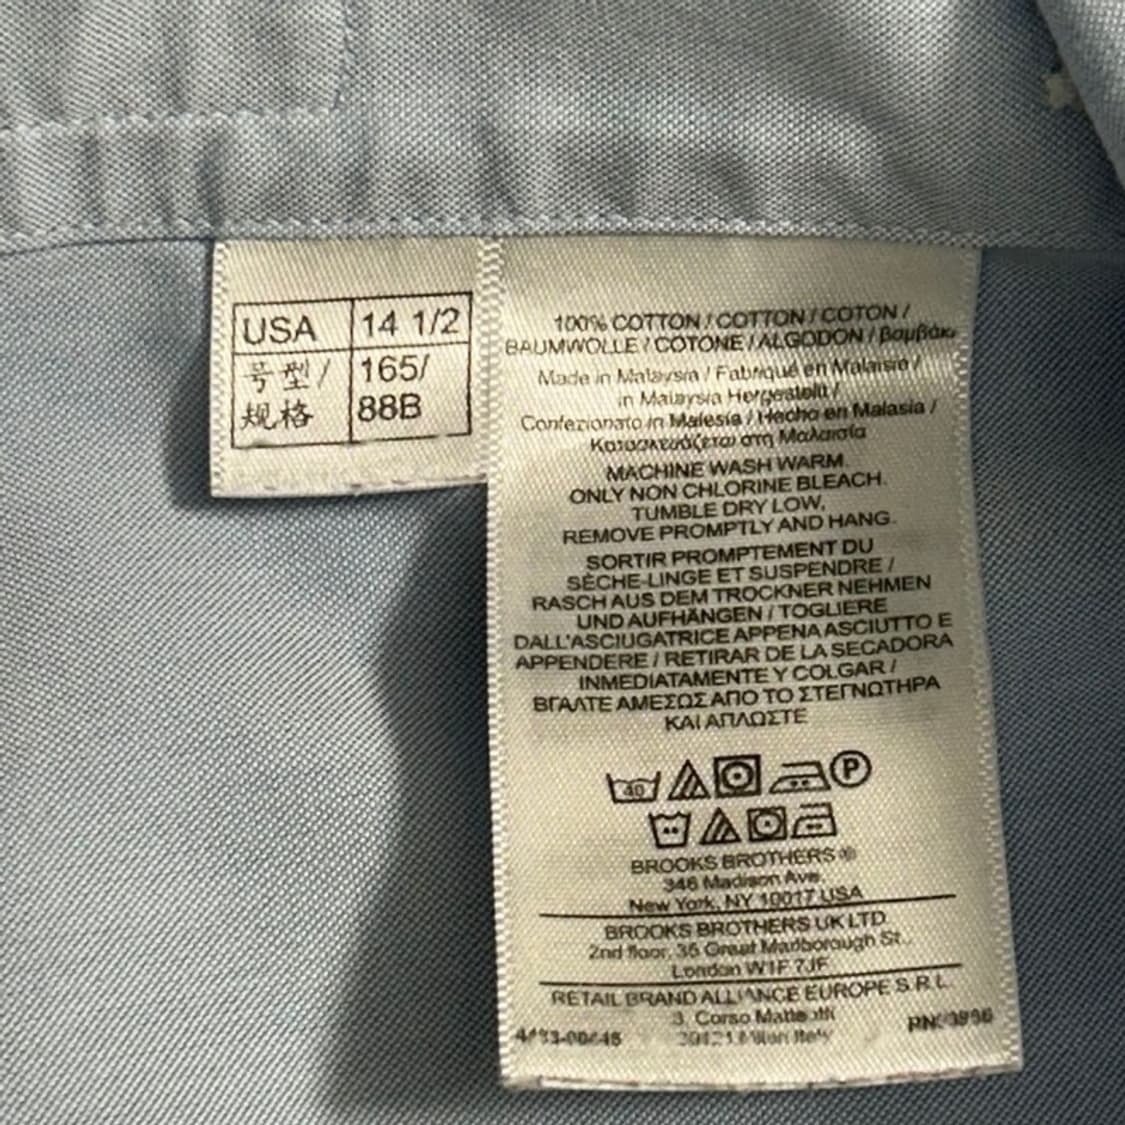 USA 14 1/2
号型/ 165/
规格 88B
100% COTTON / COTTON / COTON /
BAUMWOLLE / COTONE / ALGODON / βαμβάκι
Made in Malaysia / Fabriqué en Malaisie /
in Malaysia Hergestellt /
Confezionato in Malesia / Hecho en Malasia /
Κατασκευάζεται στη Μαλαισία
MACHINE WASH WARM.
ONLY NON CHLORINE BLEACH.
TUMBLE DRY LOW,
REMOVE PROMPTLY AND HANG.
SORTIR PROMPTEMENT DU
SÈCHE-LINGE ET SUSPENDRE /
RASCH AUS DEM TROCKNER NEHMEN
UND AUFHÄNGEN / TOGLIERE
DALL'ASCIUGATRICE APPENA ASCIUTTO E
APPENDERE / RETIRAR DE LA SECADORA
INMEDIATAMENTE Y COLGAR /
ΒΓΑΛΤΕ ΑΜΕΣΩΣ ΑΠΟ ΤΟ ΣΤΕΓΝΩΤΗΡΑ
ΚΑΙ ΑΠΛΩΣΤΕ
40 P
BROOKS BROTHERS ®
346 Madison Ave
New York, NY 10017 USA
BROOKS BROTHERS UK LTD
2nd floor, 35 Great Marlborough St.,
London W1F 7JF
RETAIL BRAND ALLIANCE EUROPE S.R.L.
3, Corso Matteotti
20121 Milan Italy